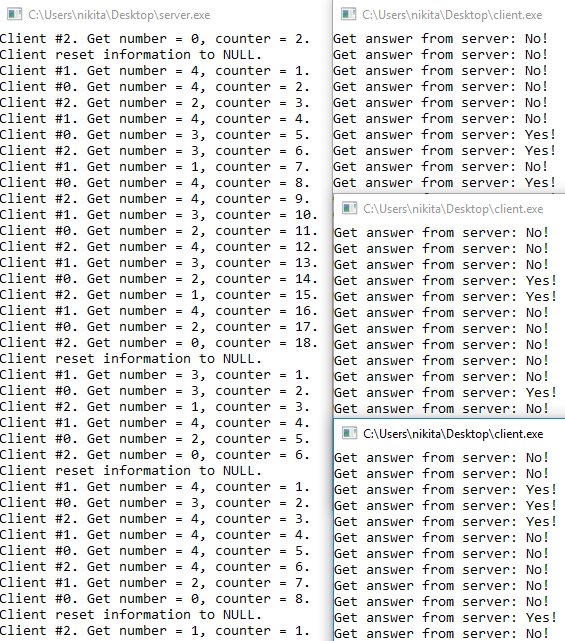 C:\Users\nikita\Desktop\server.exe
Client #2. Get number = 0, counter = 2.
Client reset information to NULL.
Client #1. Get number = 4, counter = 1.
Client #0. Get number = 4, counter = 2.
Client #2. Get number = 2, counter = 3.
Client #1. Get number = 4, counter = 4.
Client #0. Get number = 3, counter = 5.
Client #2. Get number = 3, counter = 6.
Client #1. Get number = 1, counter = 7.
Client #0. Get number = 4, counter = 8.
Client #2. Get number = 4, counter = 9.
Client #1. Get number = 3, counter = 10.
Client #0. Get number = 2, counter = 11.
Client #2. Get number = 4, counter = 12.
Client #1. Get number = 3, counter = 13.
Client #0. Get number = 2, counter = 14.
Client #2. Get number = 1, counter = 15.
Client #1. Get number = 4, counter = 16.
Client #0. Get number = 2, counter = 17.
Client #2. Get number = 0, counter = 18.
Client reset information to NULL.
Client #1. Get number = 3, counter = 1.
Client #0. Get number = 3, counter = 2.
Client #2. Get number = 1, counter = 3.
Client #1. Get number = 4, counter = 4.
Client #0. Get number = 2, counter = 5.
Client #2. Get number = 0, counter = 6.
Client reset information to NULL.
Client #1. Get number = 4, counter = 1.
Client #0. Get number = 3, counter = 2.
Client #2. Get number = 4, counter = 3.
Client #1. Get number = 4, counter = 4.
Client #0. Get number = 4, counter = 5.
Client #2. Get number = 4, counter = 6.
Client #1. Get number = 2, counter = 7.
Client #0. Get number = 0, counter = 8.
Client reset information to NULL.
Client #2. Get number = 1, counter = 1.
C:\Users\nikita\Desktop\client.exe
Get answer from server: No!
Get answer from server: No!
Get answer from server: No!
Get answer from server: No!
Get answer from server: No!
Get answer from server: No!
Get answer from server: Yes!
Get answer from server: Yes!
Get answer from server: No!
Get answer from server: Yes!
C:\Users\nikita\Desktop\client.exe
Get answer from server: No!
Get answer from server: No!
Get answer from server: No!
Get answer from server: Yes!
Get answer from server: Yes!
Get answer from server: No!
Get answer from server: No!
Get answer from server: No!
Get answer from server: No!
Get answer from server: No!
Get answer from server: Yes!
Get answer from server: No!
C:\Users\nikita\Desktop\client.exe
Get answer from server: No!
Get answer from server: No!
Get answer from server: Yes!
Get answer from server: Yes!
Get answer from server: Yes!
Get answer from server: No!
Get answer from server: No!
Get answer from server: No!
Get answer from server: No!
Get answer from server: No!
Get answer from server: Yes!
Get answer from server: No!